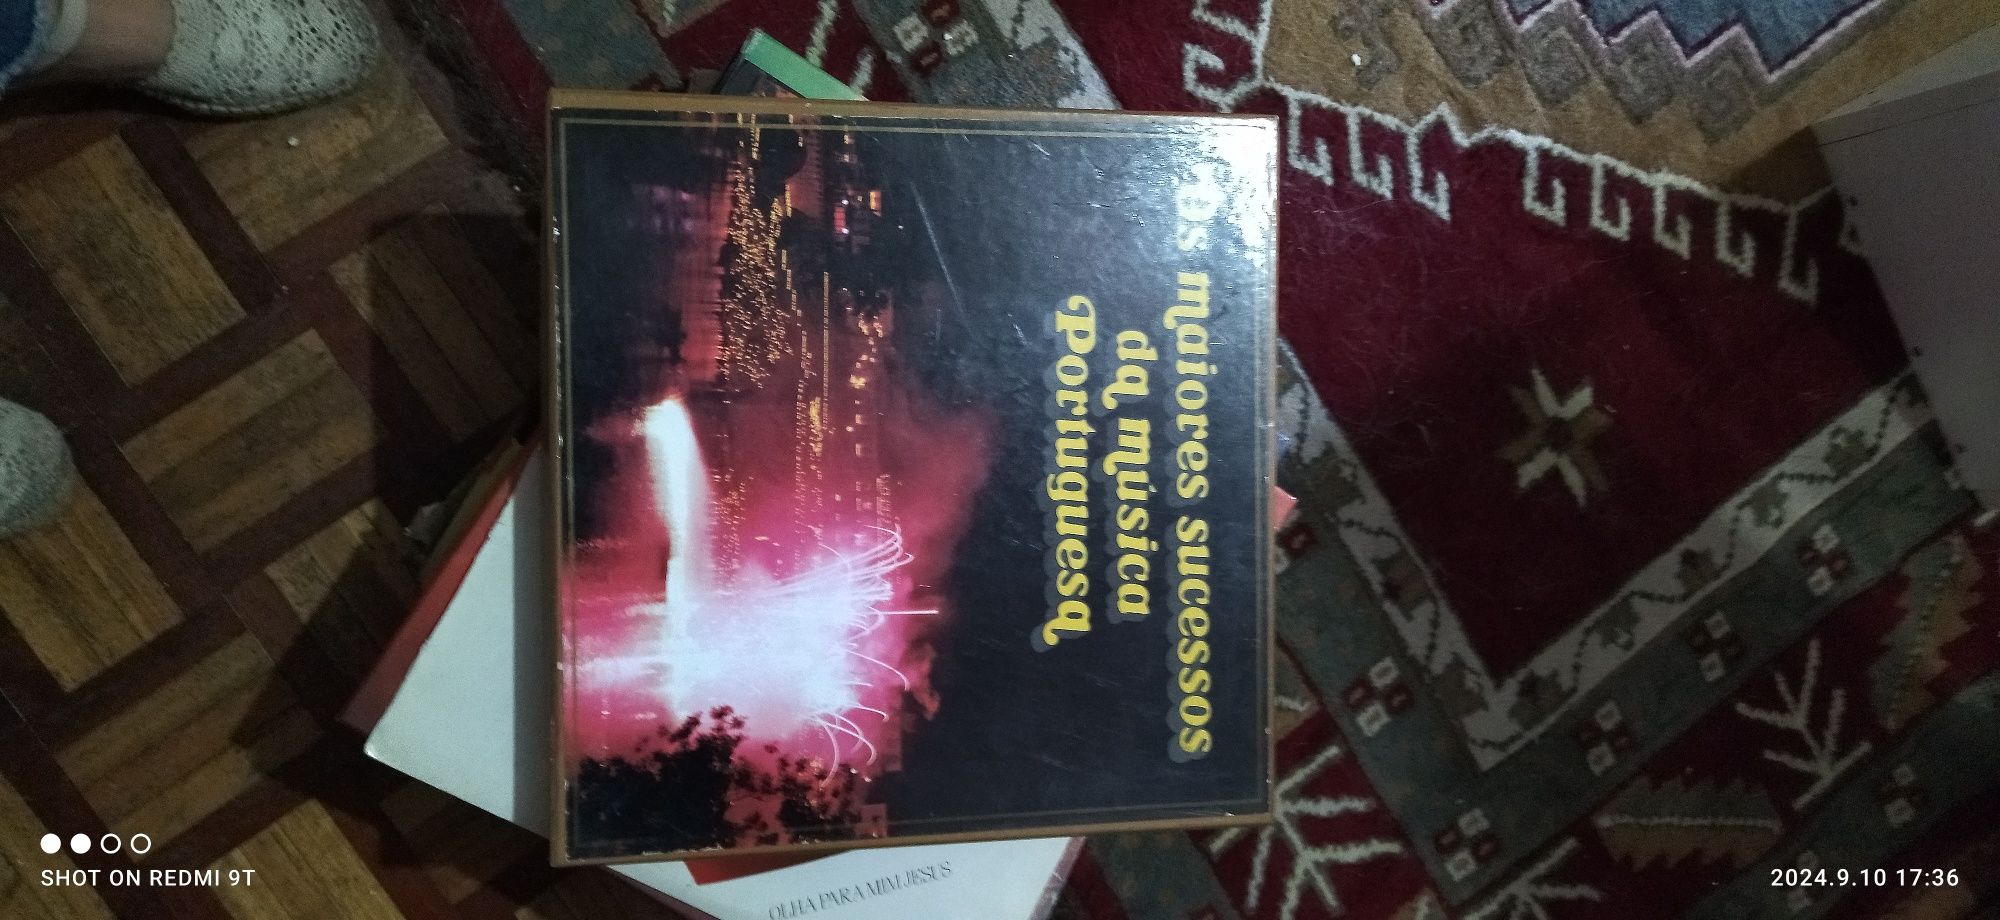 os maiores sucessos
da música
Portuguesa
OLHA PARA MIM JESUS
SHOT ON REDMI 9T
2024.9.10 17:36